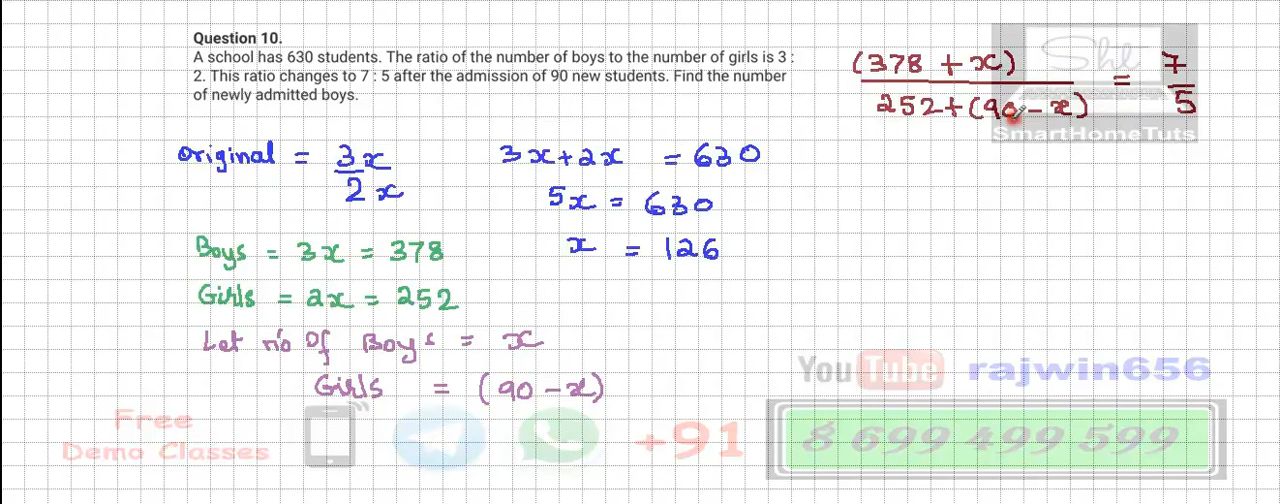 Question 10.
A school has 630 students. The ratio of the number of boys to the number of girls is 3 :
2. This ratio changes to 7 : 5 after the admission of 90 new students. Find the number
of newly admitted boys.
(378 + x) / 252 + (90 - x) = 7/5
SmartHomeTuts
Original = 3x / 2x
3x + 2x = 630
5x = 630
x = 126
Boys = 3x = 378
Girls = 2x = 252
Let no Of Boys = x
Girls = (90 - x)
YouTube rajwin656
Free
Demo Classes
+91 8 699 499 599